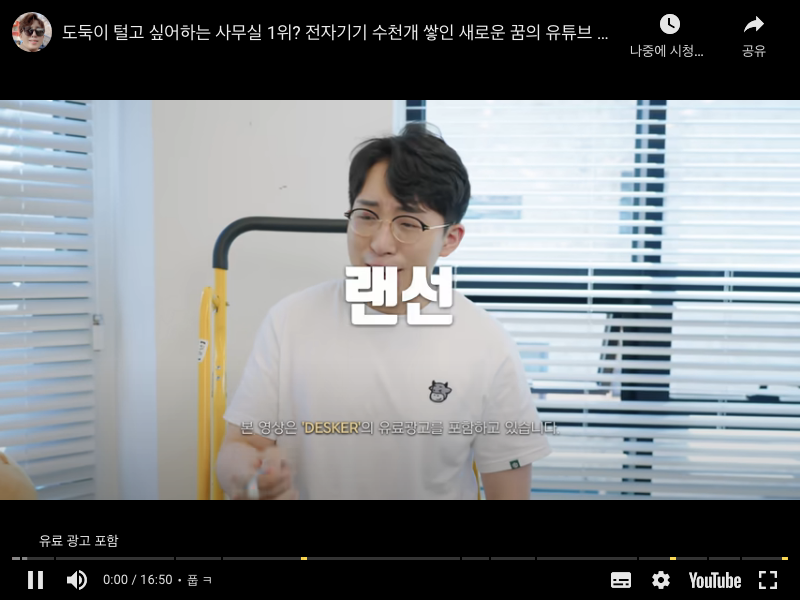 도둑이 털고 싶어하는 사무실 1위? 전자기기 수천개 쌓인 새로운 꿈의 유튜브 ...
나중에 시청...
공유
랜선
본 영상은 'DESKER'의 유료광고를 포함하고 있습니다.
유료 광고 포함
0:00 / 16:50 • 풉 ㅋ
YouTube